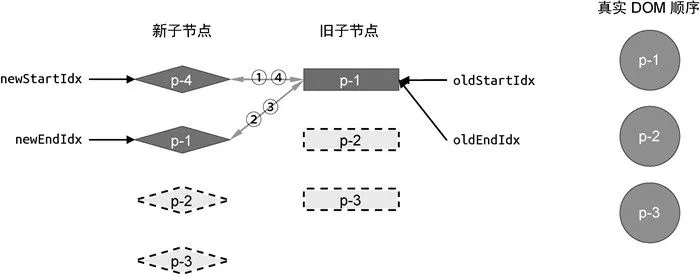 真实 DOM 顺序
新子节点
旧子节点
newStartIdx
p-4
① ④
p-1
oldStartIdx
p-1
② ③
newEndIdx
p-1
p-2
oldEndIdx
p-2
p-2
p-3
p-3
p-3